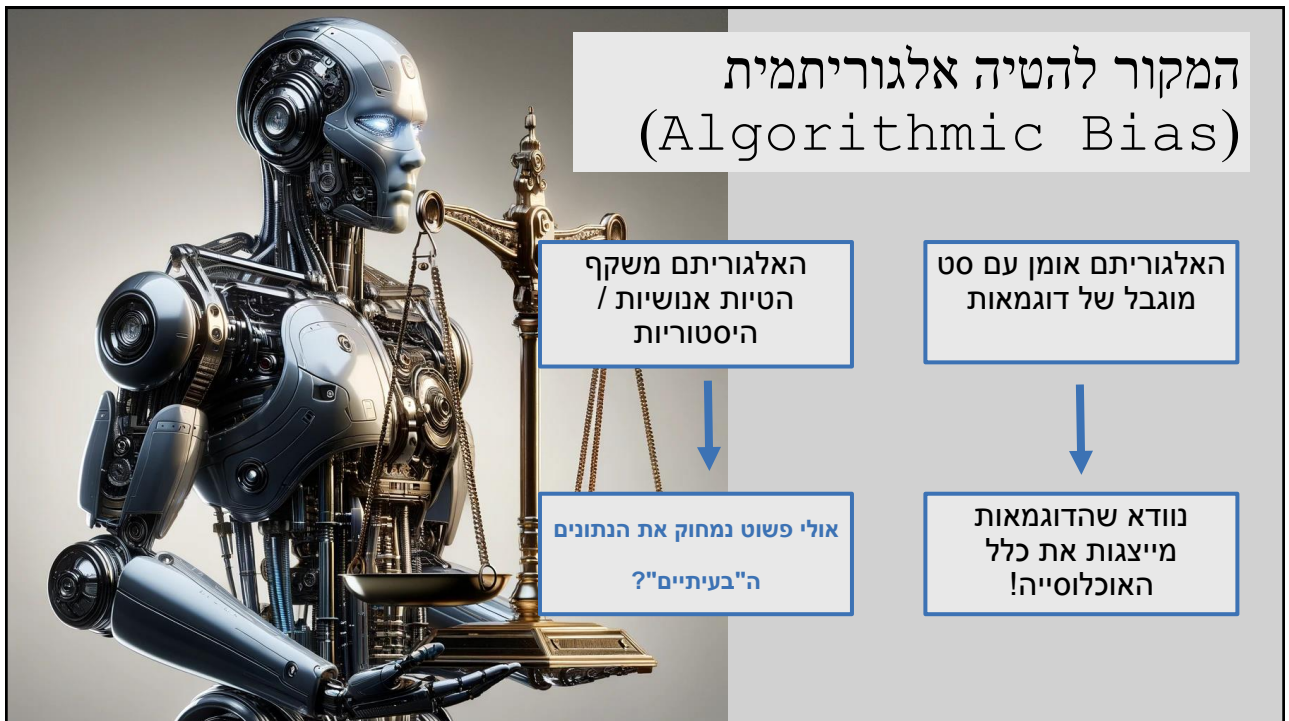 המקור להטיה אלגוריתמית
(Algorithmic Bias)
האלגוריתם אומן עם סט
מוגבל של דוגמאות
נוודא שהדוגמאות
מייצגות את כלל
האוכלוסייה!
האלגוריתם משקף
הטיות אנושיות /
היסטוריות
אולי פשוט נמחוק את הנתונים
ה"בעיתיים"?